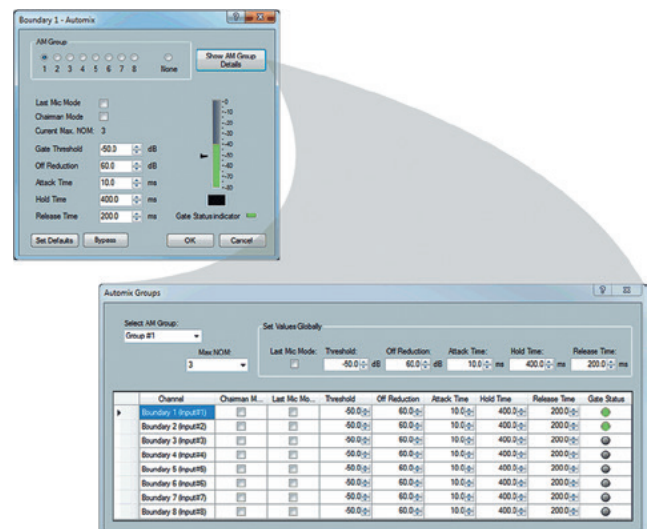 Boundary 1 - Automix
AM Group
1 2 3 4 5 6 7 8 None
Show AM Group
Details
Last Mic Mode
Chairman Mode
Current Max. NOM: 3
Gate Threshold -50.0 dB
Off Reduction 60.0 dB
Attack Time 10.0 ms
Hold Time 400.0 ms
Release Time 200.0 ms
-0
-10
-20
-30
-40
-50
-60
-70
-80
Gate Status indicator
Set Defaults Bypass OK Cancel
Automix Groups
Select AM Group:
Group #1
Max NOM:
3
Set Values Globally
Last Mic Mode: Threshold: Off Reduction: Attack Time: Hold Time: Release Time:
-50.0 dB 60.0 dB 10.0 ms 400.0 ms 200.0 ms
Channel Chairman M... Last Mic Mo... Threshold Off Reduction Attack Time Hold Time Release Time Gate Status
Boundary 1 (Input#1) -50.0 60.0 10.0 400.0 200.0
Boundary 2 (Input#2) -50.0 60.0 10.0 400.0 200.0
Boundary 3 (Input#3) -50.0 60.0 10.0 400.0 200.0
Boundary 4 (Input#4) -50.0 60.0 10.0 400.0 200.0
Boundary 5 (Input#5) -50.0 60.0 10.0 400.0 200.0
Boundary 6 (Input#6) -50.0 60.0 10.0 400.0 200.0
Boundary 7 (Input#7) -50.0 60.0 10.0 400.0 200.0
Boundary 8 (Input#8) -50.0 60.0 10.0 400.0 200.0